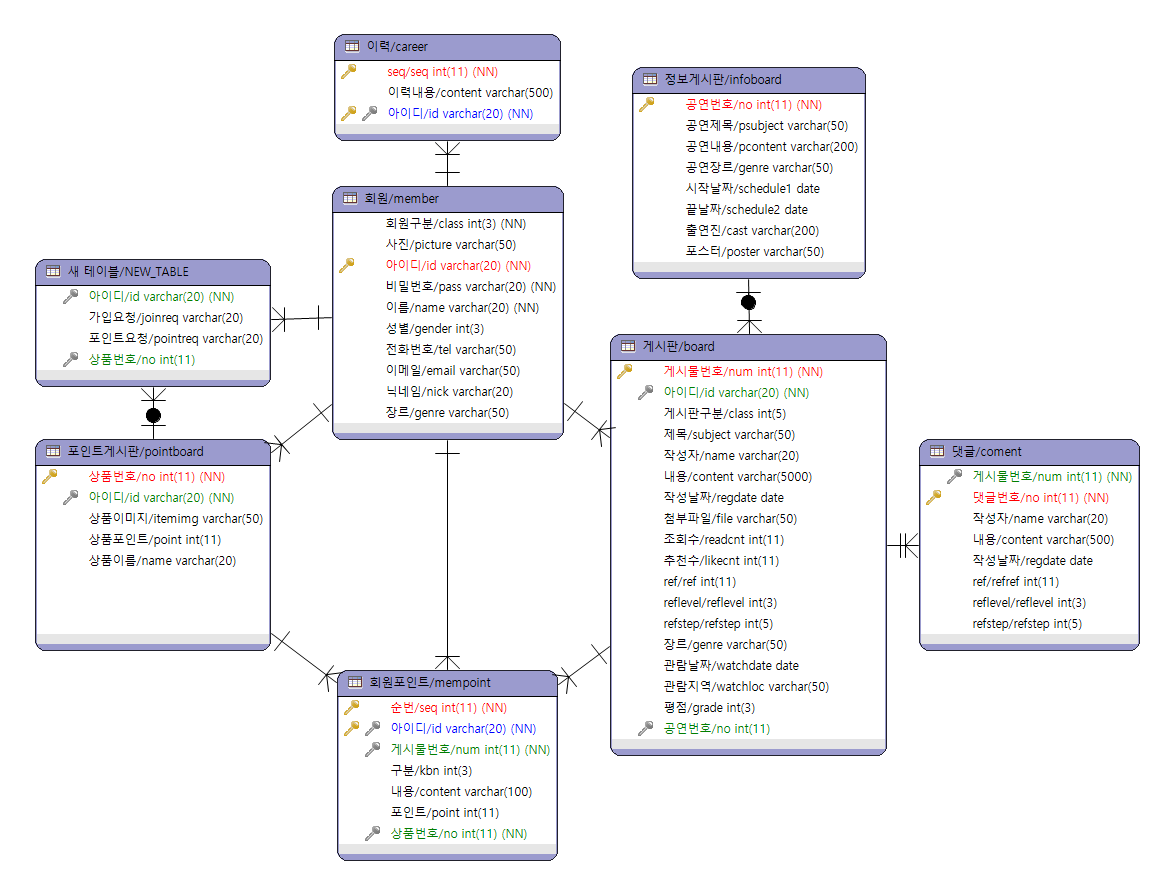 이력/career
seq/seq int(11) (NN)
이력내용/content varchar(500)
아이디/id varchar(20) (NN)
정보게시판/infoboard
공연번호/no int(11) (NN)
공연제목/psubject varchar(50)
공연내용/pcontent varchar(200)
공연장르/genre varchar(50)
시작날짜/schedule1 date
끝날짜/schedule2 date
출연진/cast varchar(200)
포스터/poster varchar(50)
회원/member
회원구분/class int(3) (NN)
사진/picture varchar(50)
아이디/id varchar(20) (NN)
비밀번호/pass varchar(20) (NN)
이름/name varchar(20) (NN)
성별/gender int(3)
전화번호/tel varchar(50)
이메일/email varchar(50)
닉네임/nick varchar(20)
장르/genre varchar(50)
새 테이블/NEW_TABLE
아이디/id varchar(20) (NN)
가입요청/joinreq varchar(20)
포인트요청/pointreq varchar(20)
상품번호/no int(11)
게시판/board
게시물번호/num int(11) (NN)
아이디/id varchar(20) (NN)
게시판구분/class int(5)
제목/subject varchar(50)
작성자/name varchar(20)
내용/content varchar(5000)
작성날짜/regdate date
첨부파일/file varchar(50)
조회수/readcnt int(11)
추천수/likecnt int(11)
ref/ref int(11)
reflevel/reflevel int(3)
refstep/refstep int(5)
장르/genre varchar(50)
관람날짜/watchdate date
관람지역/watchloc varchar(50)
평점/grade int(3)
공연번호/no int(11)
포인트게시판/pointboard
상품번호/no int(11) (NN)
아이디/id varchar(20) (NN)
상품이미지/itemimg varchar(50)
상품포인트/point int(11)
상품이름/name varchar(20)
댓글/coment
게시물번호/num int(11) (NN)
댓글번호/no int(11) (NN)
작성자/name varchar(20)
내용/content varchar(500)
작성날짜/regdate date
ref/refref int(11)
reflevel/reflevel int(3)
refstep/refstep int(5)
회원포인트/mempoint
순번/seq int(11) (NN)
아이디/id varchar(20) (NN)
게시물번호/num int(11) (NN)
구분/kbn int(3)
내용/content varchar(100)
포인트/point int(11)
상품번호/no int(11) (NN)